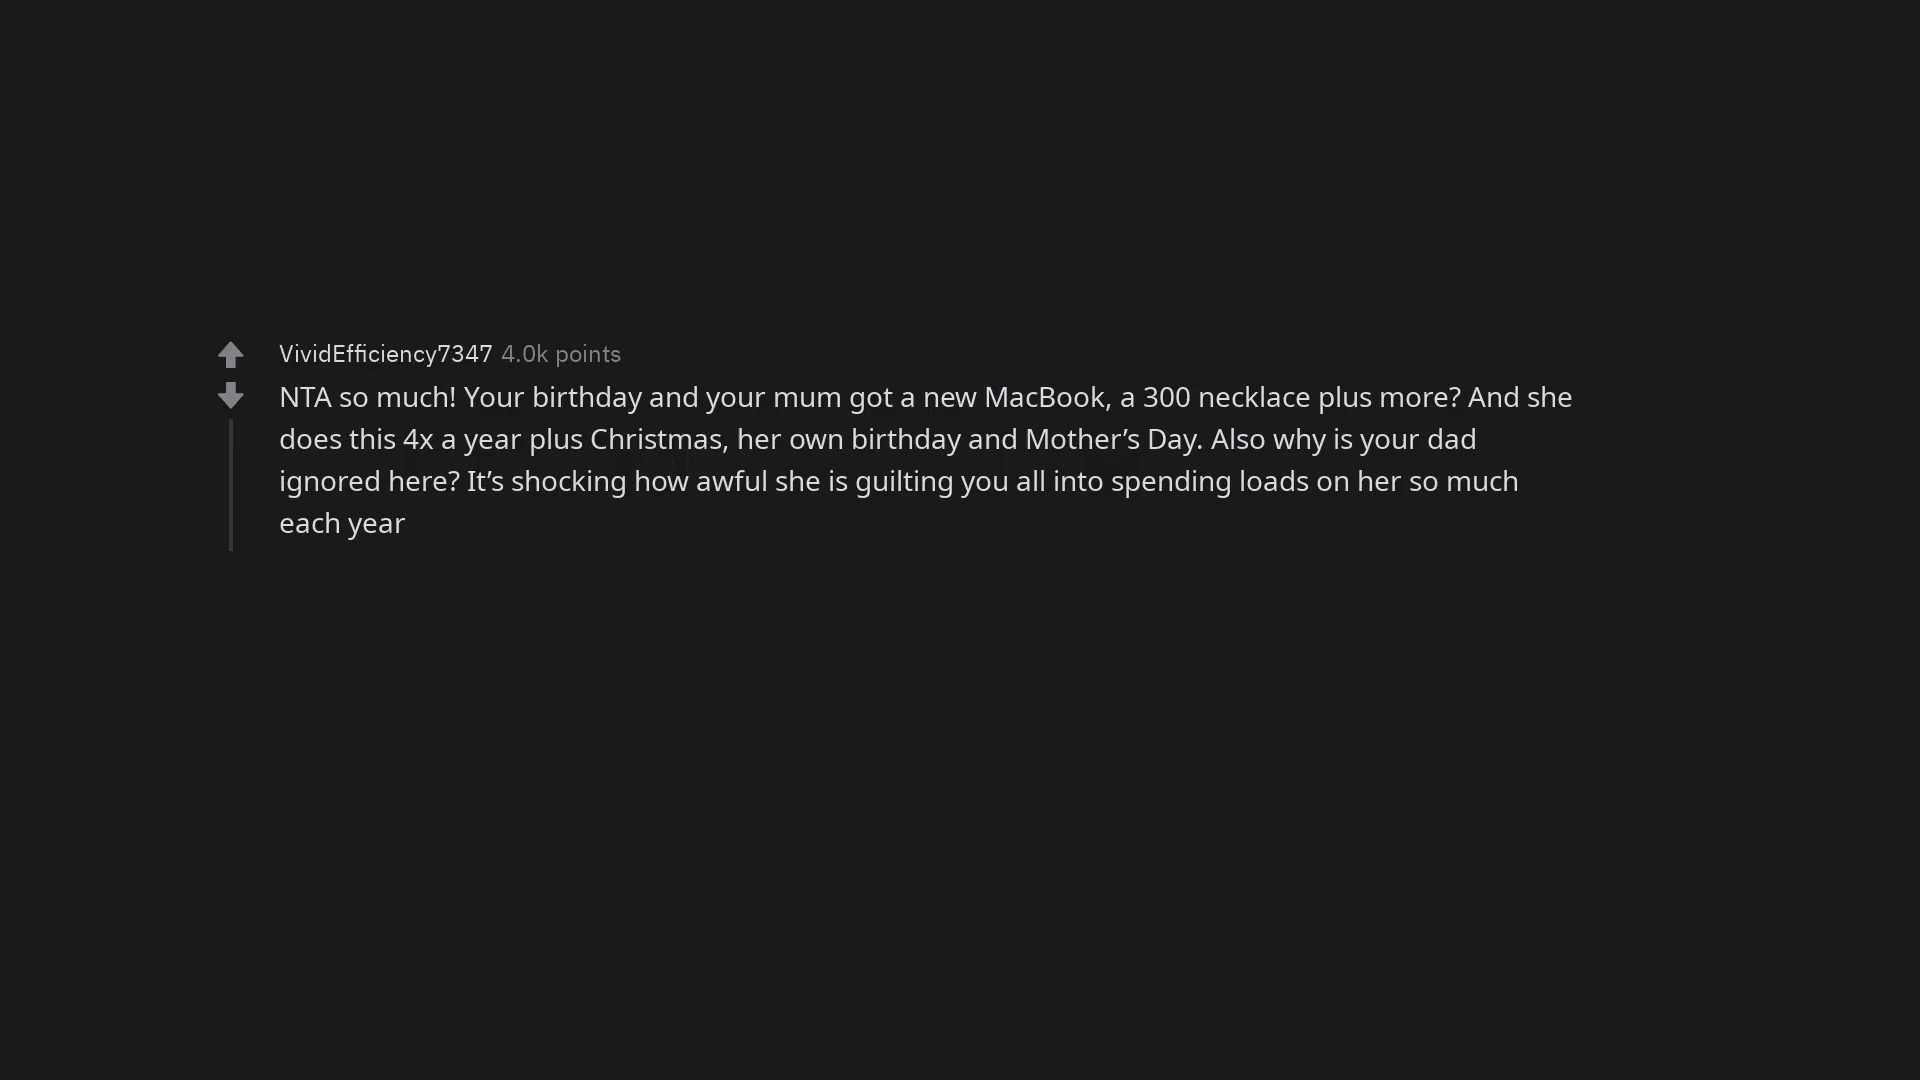 VividEfficiency7347 4.0k points
NTA so much! Your birthday and your mum got a new MacBook, a 300 necklace plus more? And she
does this 4x a year plus Christmas, her own birthday and Mother’s Day. Also why is your dad
ignored here? It’s shocking how awful she is guilting you all into spending loads on her so much
each year